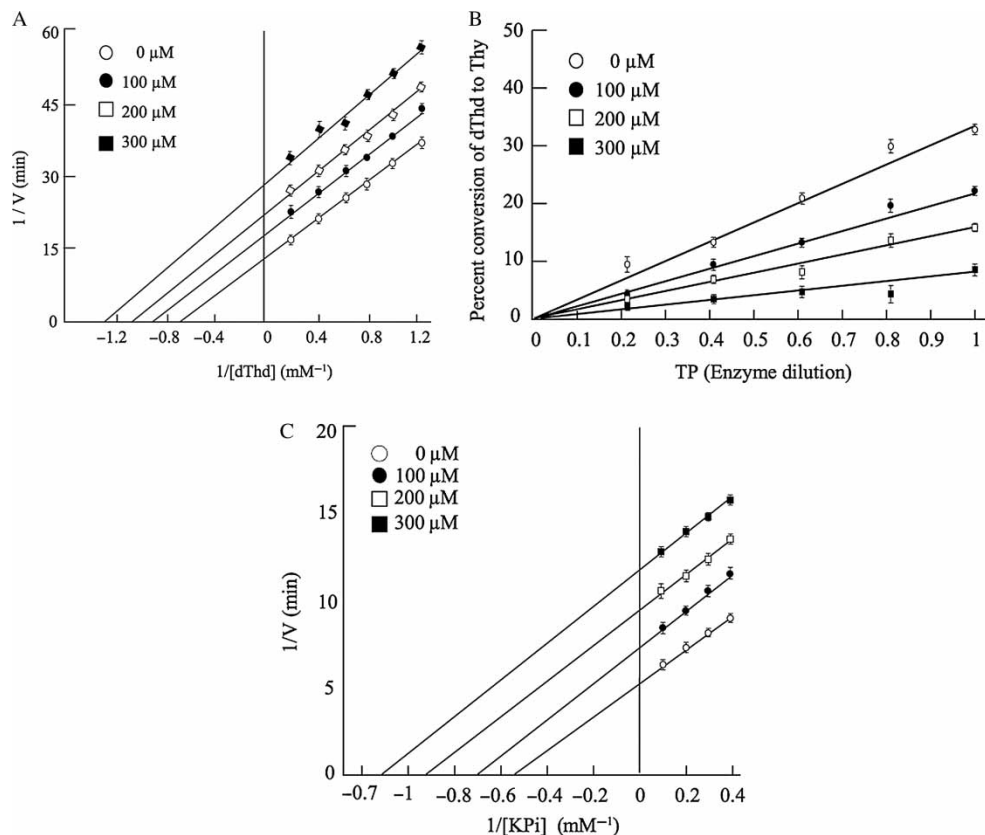 A
60
45
30
15
0
1 / V (min)
0 µM
100 µM
200 µM
300 µM
−1.2
−0.8
−0.4
0
0.4
0.8
1.2
1/[dThd] (mM⁻¹)
B
50
40
30
20
10
0
Percent conversion of dThd to Thy
0 µM
100 µM
200 µM
300 µM
0
0.1
0.2
0.3
0.4
0.5
0.6
0.7
0.8
0.9
1
TP (Enzyme dilution)
C
20
15
10
5
0
1/V (min)
0 µM
100 µM
200 µM
300 µM
−0.7
−1
−0.8
−0.6
−0.4
−0.2
0
0.2
0.4
1/[KPi] (mM⁻¹)